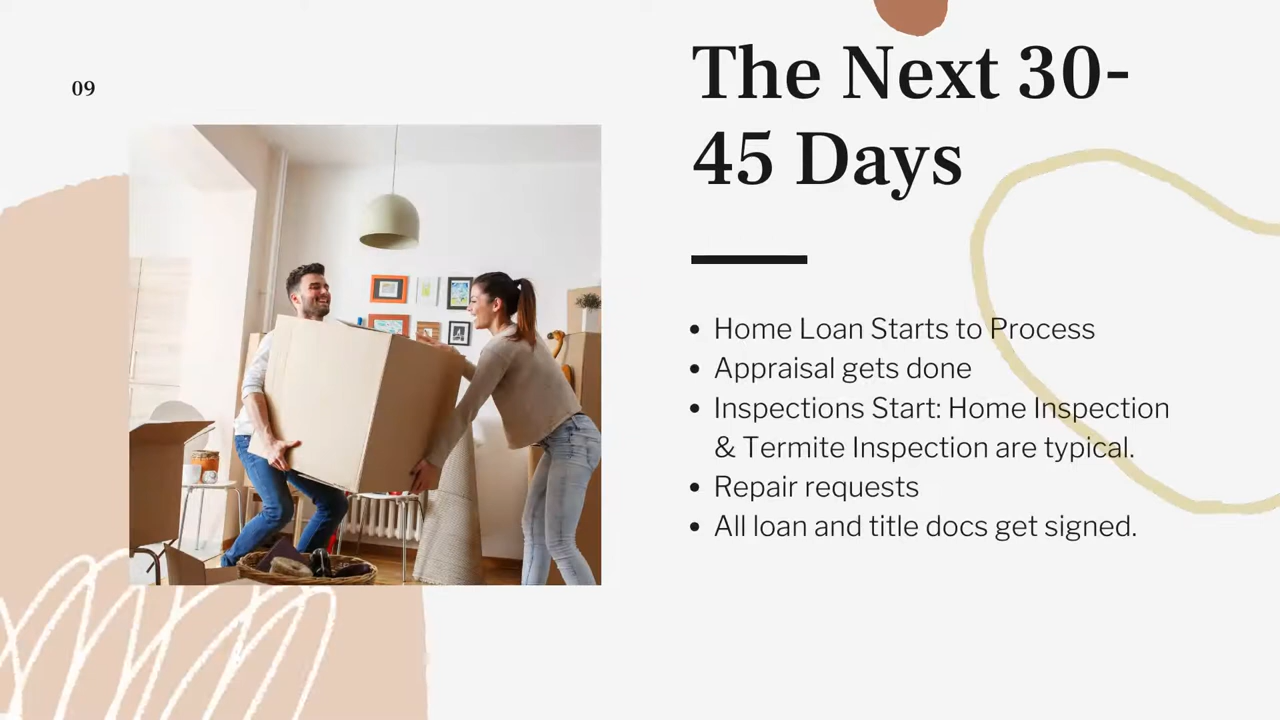 09
The Next 30-
45 Days
• Home Loan Starts to Process
• Appraisal gets done
• Inspections Start: Home Inspection
& Termite Inspection are typical.
• Repair requests
• All loan and title docs get signed.